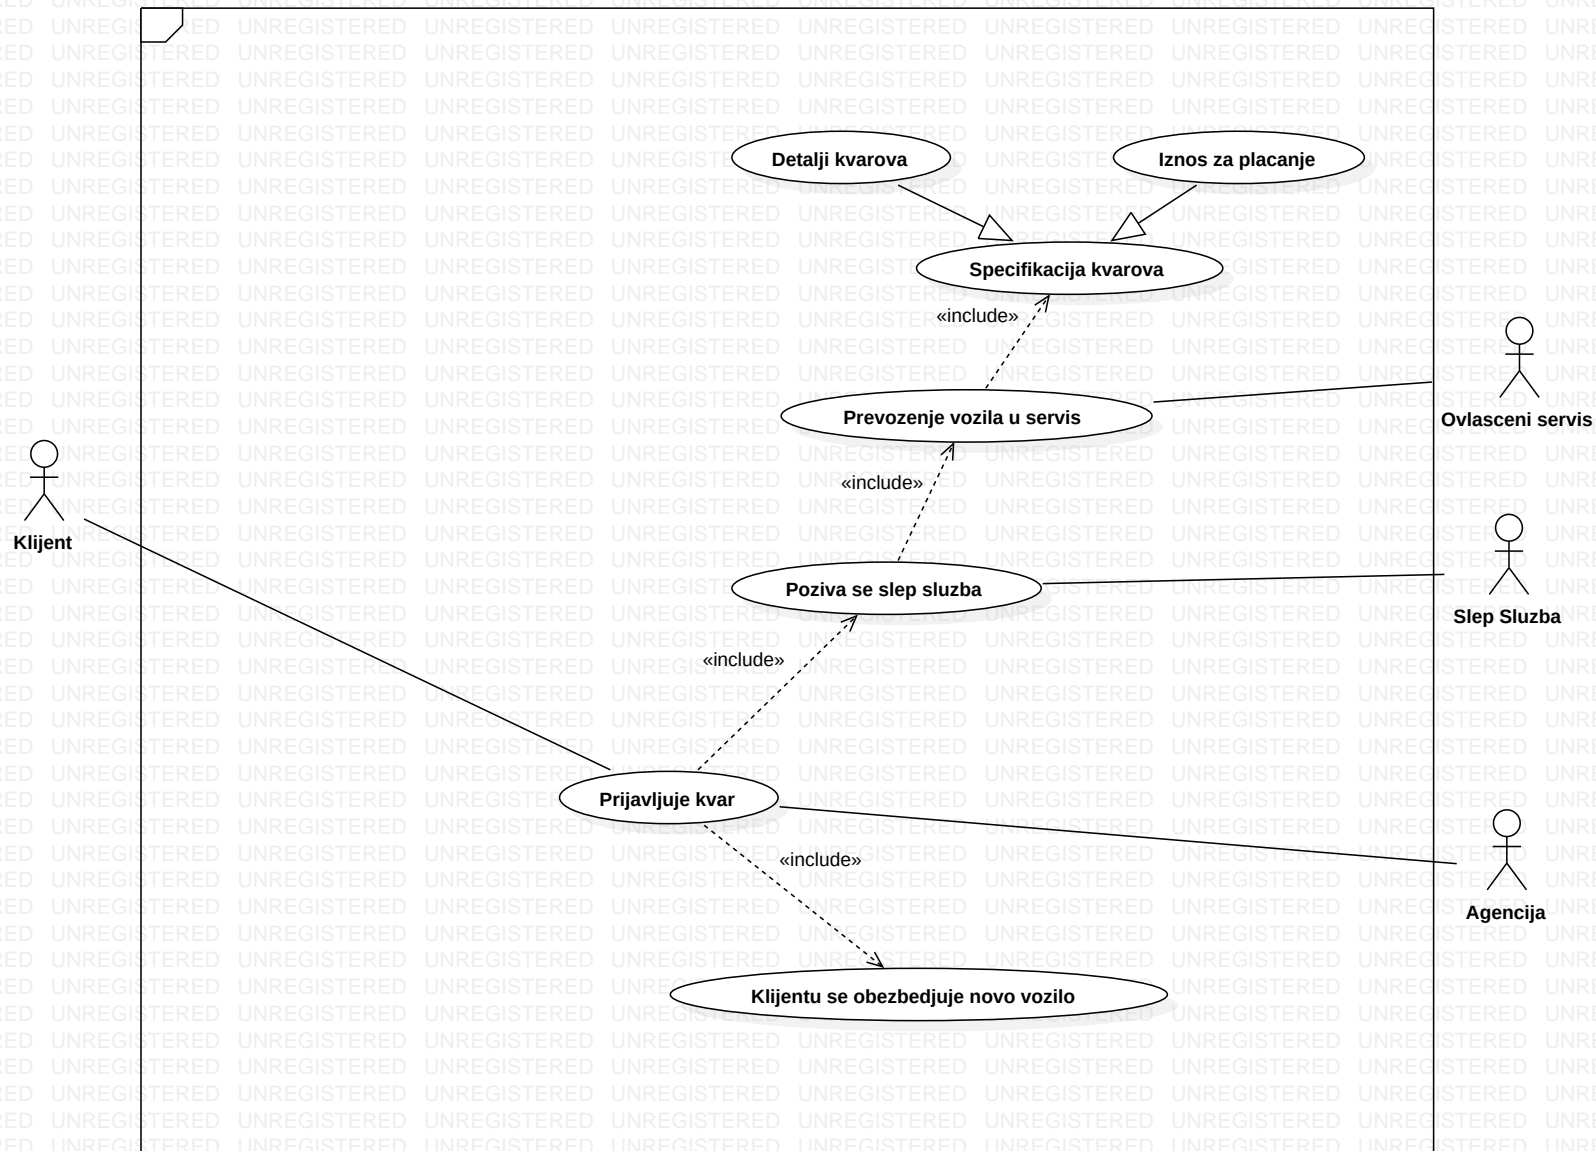 Detalji kvarova
Iznos za placanje
Specifikacija kvarova
«include»
Prevozenje vozila u servis
Ovlasceni servis
«include»
Klijent
Poziva se slep sluzba
Slep Sluzba
«include»
Prijavljuje kvar
«include»
Agencija
Klijentu se obezbedjuje novo vozilo
UNREGISTERED